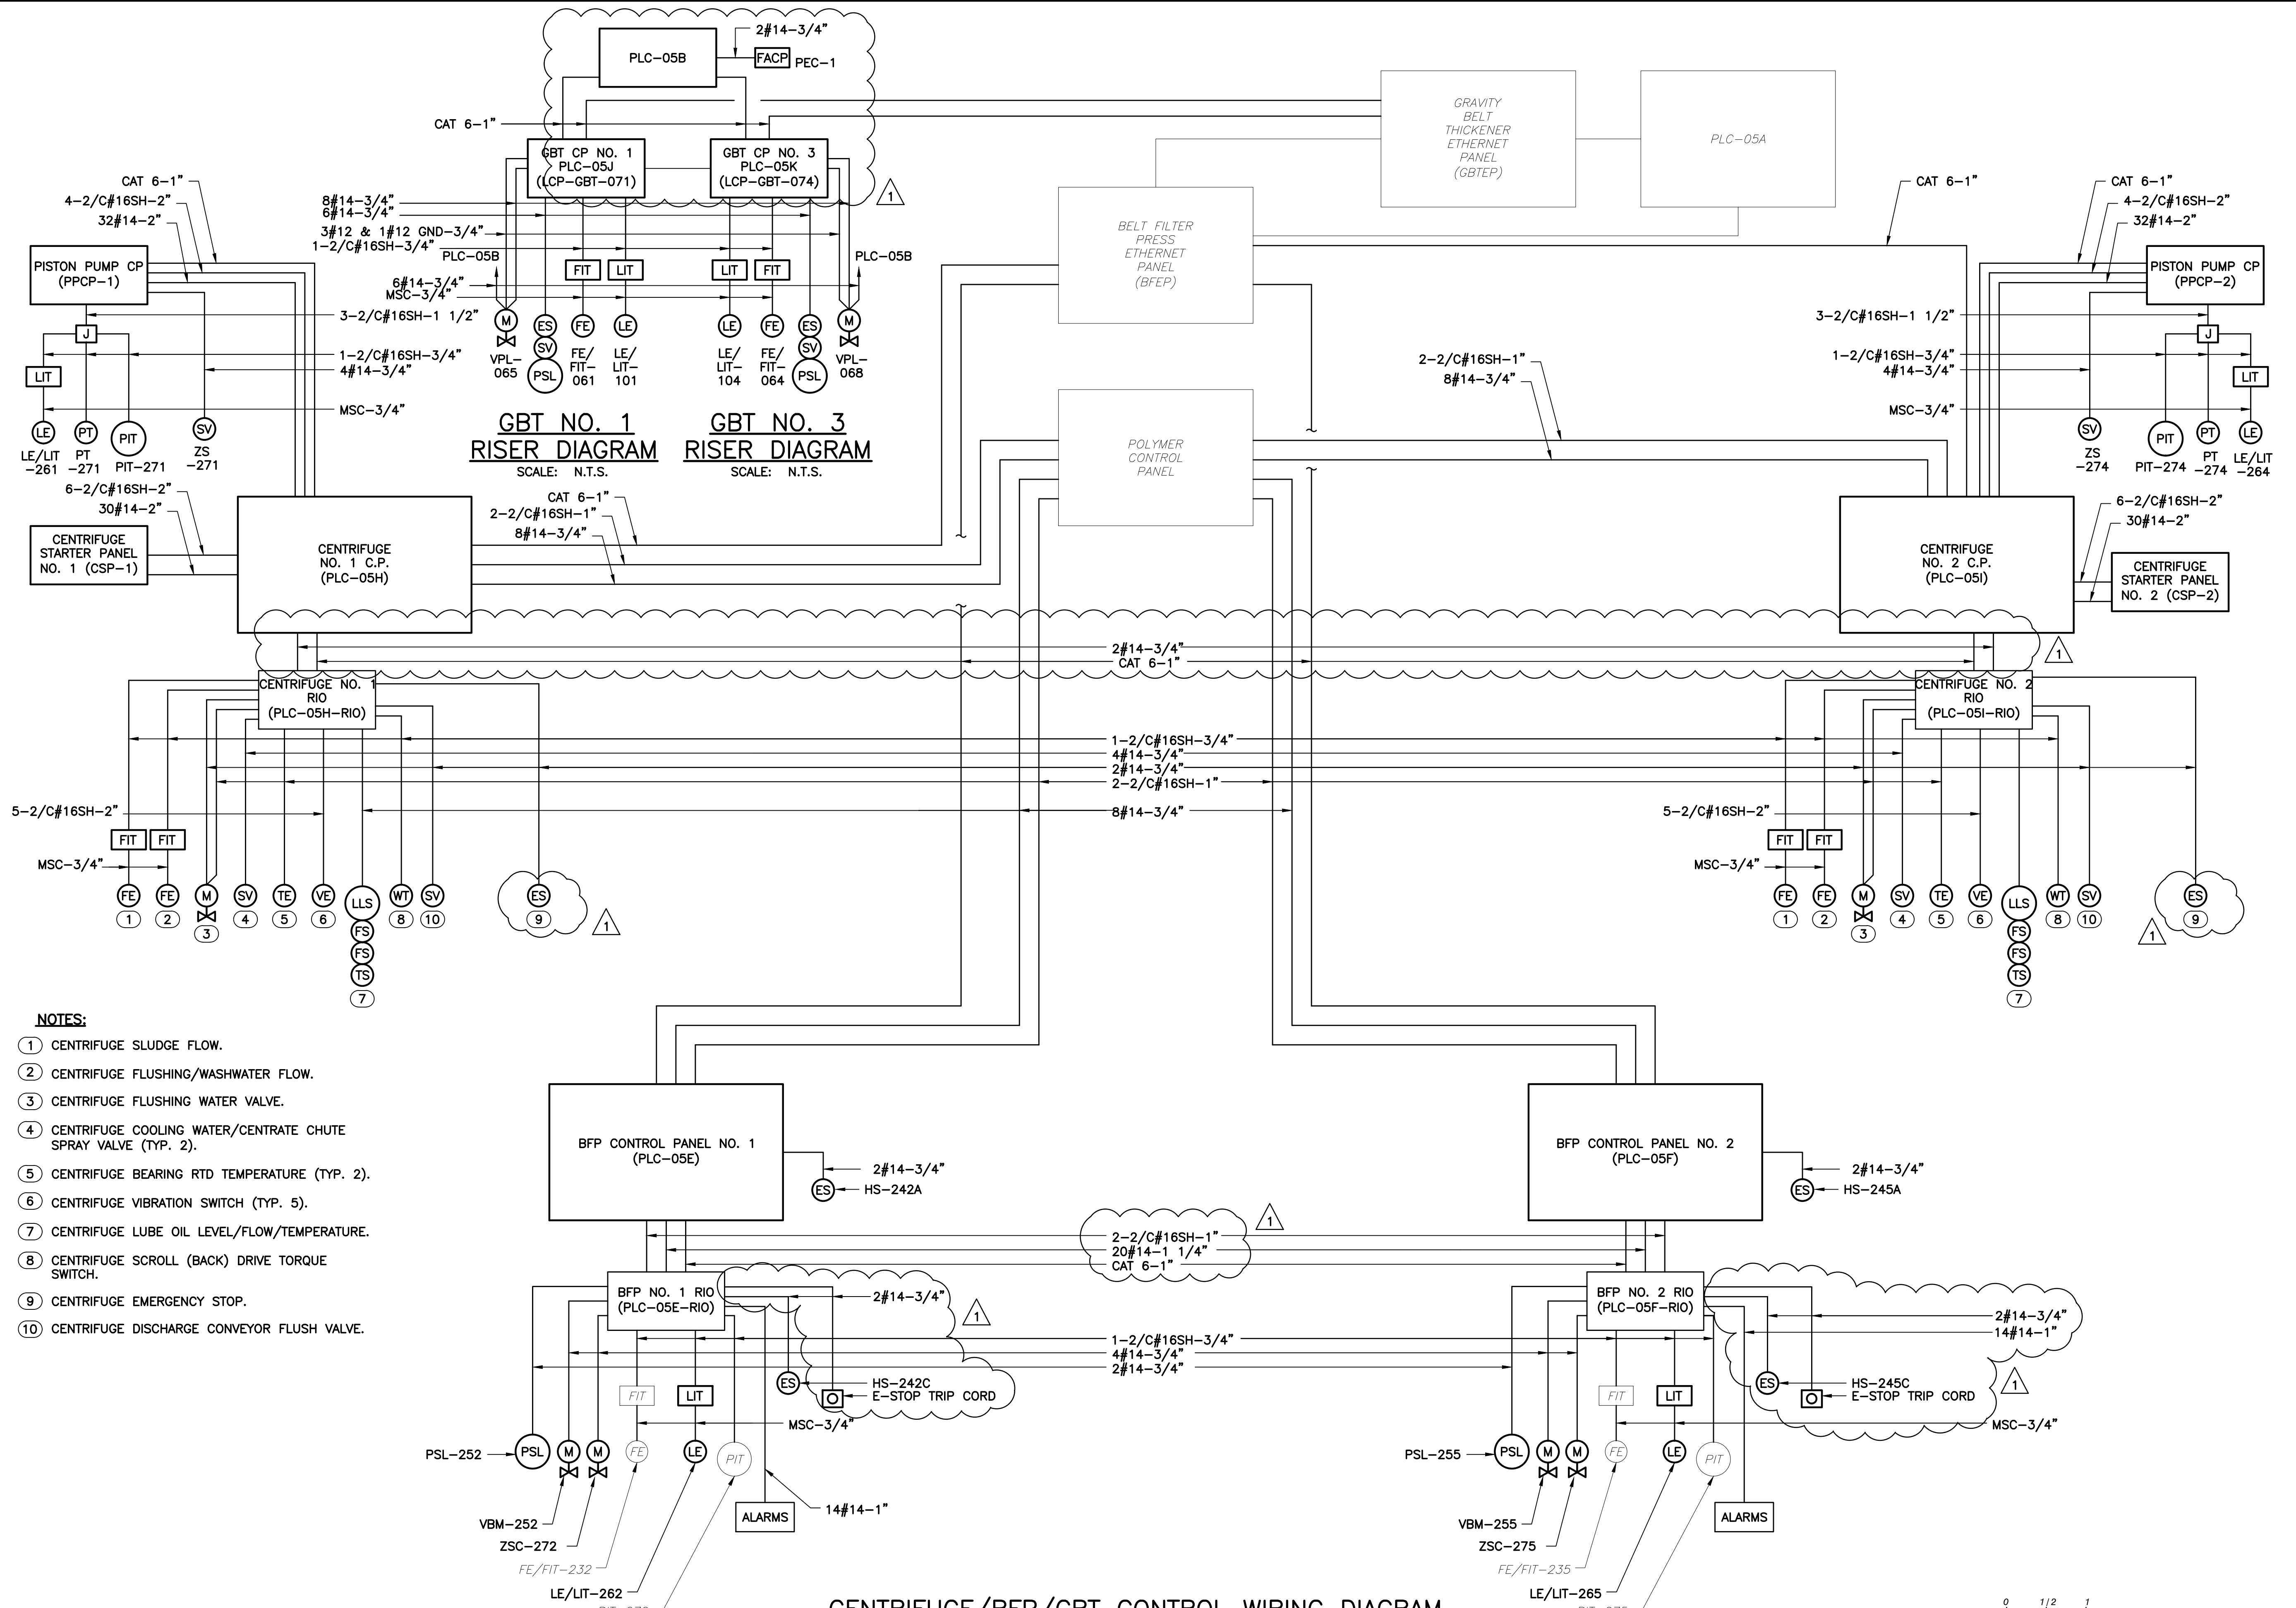 2#14-3/4"
PLC-05B
FACP
PEC-1
CAT 6-1"
GBT CP NO. 1
PLC-05J
(LCP-GBT-071)
GBT CP NO. 3
PLC-05K
(LCP-GBT-074)
1
GRAVITY
BELT
THICKENER
ETHERNET
PANEL
(GBTEP)
PLC-05A
BELT FILTER
PRESS
ETHERNET
PANEL
(BFEP)
POLYMER
CONTROL
PANEL
CAT 6-1"
4-2/C#16SH-2"
32#14-2"
PISTON PUMP CP
(PPCP-1)
3-2/C#16SH-1 1/2"
J
1-2/C#16SH-3/4"
4#14-3/4"
LIT
MSC-3/4"
LE
PT
PIT
SV
LE/LIT
-261
PT
-271
PIT-271
ZS
-271
8#14-3/4"
6#14-3/4"
3#12 & 1#12 GND-3/4"
1-2/C#16SH-3/4"
PLC-05B
PLC-05B
FIT
LIT
LIT
FIT
6#14-3/4"
MSC-3/4"
M
ES
SV
PSL
FE
LE
LE
FE
ES
SV
PSL
M
VPL-
065
FE/
FIT-
061
LE/
LIT-
101
LE/
LIT-
104
FE/
FIT-
064
VPL-
068
GBT NO. 1
RISER DIAGRAM
SCALE: N.T.S.
GBT NO. 3
RISER DIAGRAM
SCALE: N.T.S.
CAT 6-1"
CAT 6-1"
4-2/C#16SH-2"
32#14-2"
PISTON PUMP CP
(PPCP-2)
3-2/C#16SH-1 1/2"
J
1-2/C#16SH-3/4"
4#14-3/4"
LIT
MSC-3/4"
SV
PIT
PT
LE
ZS
-274
PIT-274
PT
-274
LE/LIT
-264
2-2/C#16SH-1"
8#14-3/4"
6-2/C#16SH-2"
30#14-2"
CENTRIFUGE
STARTER PANEL
NO. 1 (CSP-1)
CENTRIFUGE
NO. 1 C.P.
(PLC-05H)
CAT 6-1"
2-2/C#16SH-1"
8#14-3/4"
CENTRIFUGE
NO. 2 C.P.
(PLC-05I)
6-2/C#16SH-2"
30#14-2"
CENTRIFUGE
STARTER PANEL
NO. 2 (CSP-2)
2#14-3/4"
CAT 6-1"
1
CENTRIFUGE NO. 1
RIO
(PLC-05H-RIO)
CENTRIFUGE NO. 2
RIO
(PLC-05I-RIO)
1-2/C#16SH-3/4"
4#14-3/4"
2#14-3/4"
2-2/C#16SH-1"
8#14-3/4"
5-2/C#16SH-2"
FIT
FIT
MSC-3/4"
FE
FE
M
SV
TE
VE
LLS
WT
SV
ES
1
2
3
4
5
6
8
10
9
1
FS
FS
TS
7
5-2/C#16SH-2"
FIT
FIT
MSC-3/4"
FE
FE
M
SV
TE
VE
LLS
WT
SV
ES
1
2
3
4
5
6
8
10
9
1
FS
FS
TS
7
NOTES:
1 CENTRIFUGE SLUDGE FLOW.
2 CENTRIFUGE FLUSHING/WASHWATER FLOW.
3 CENTRIFUGE FLUSHING WATER VALVE.
4 CENTRIFUGE COOLING WATER/CENTRATE CHUTE
SPRAY VALVE (TYP. 2).
5 CENTRIFUGE BEARING RTD TEMPERATURE (TYP. 2).
6 CENTRIFUGE VIBRATION SWITCH (TYP. 5).
7 CENTRIFUGE LUBE OIL LEVEL/FLOW/TEMPERATURE.
8 CENTRIFUGE SCROLL (BACK) DRIVE TORQUE
SWITCH.
9 CENTRIFUGE EMERGENCY STOP.
10 CENTRIFUGE DISCHARGE CONVEYOR FLUSH VALVE.
BFP CONTROL PANEL NO. 1
(PLC-05E)
2#14-3/4"
ES
HS-242A
BFP CONTROL PANEL NO. 2
(PLC-05F)
2#14-3/4"
ES
HS-245A
2-2/C#16SH-1"
20#14-1 1/4"
CAT 6-1"
1
BFP NO. 1 RIO
(PLC-05E-RIO)
2#14-3/4"
1
BFP NO. 2 RIO
(PLC-05F-RIO)
2#14-3/4"
14#14-1"
1-2/C#16SH-3/4"
4#14-3/4"
2#14-3/4"
FIT
LIT
ES
HS-242C
E-STOP TRIP CORD
MSC-3/4"
PSL-252
PSL
M
M
FE
LE
PIT
14#14-1"
ALARMS
VBM-252
ZSC-272
FE/FIT-232
LE/LIT-262
FIT
LIT
ES
HS-245C
E-STOP TRIP CORD
1
MSC-3/4"
PSL-255
PSL
M
M
FE
LE
PIT
ALARMS
VBM-255
ZSC-275
FE/FIT-235
LE/LIT-265
CENTRIFUGE/BFP/GBT CONTROL WIRING DIAGRAM
0 1/2 1